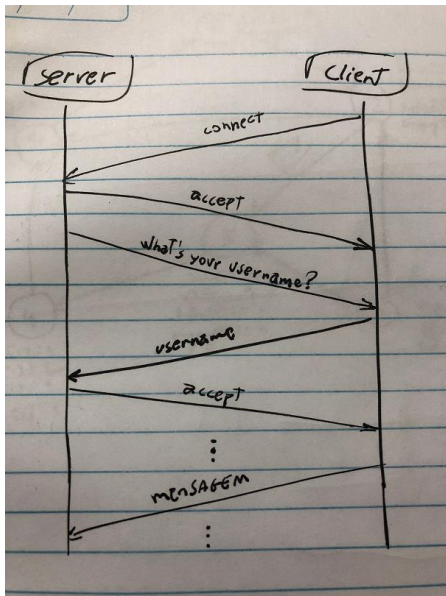 server
Client
connect
accept
what's your username?
username
accept
...
MENSAGEM
...